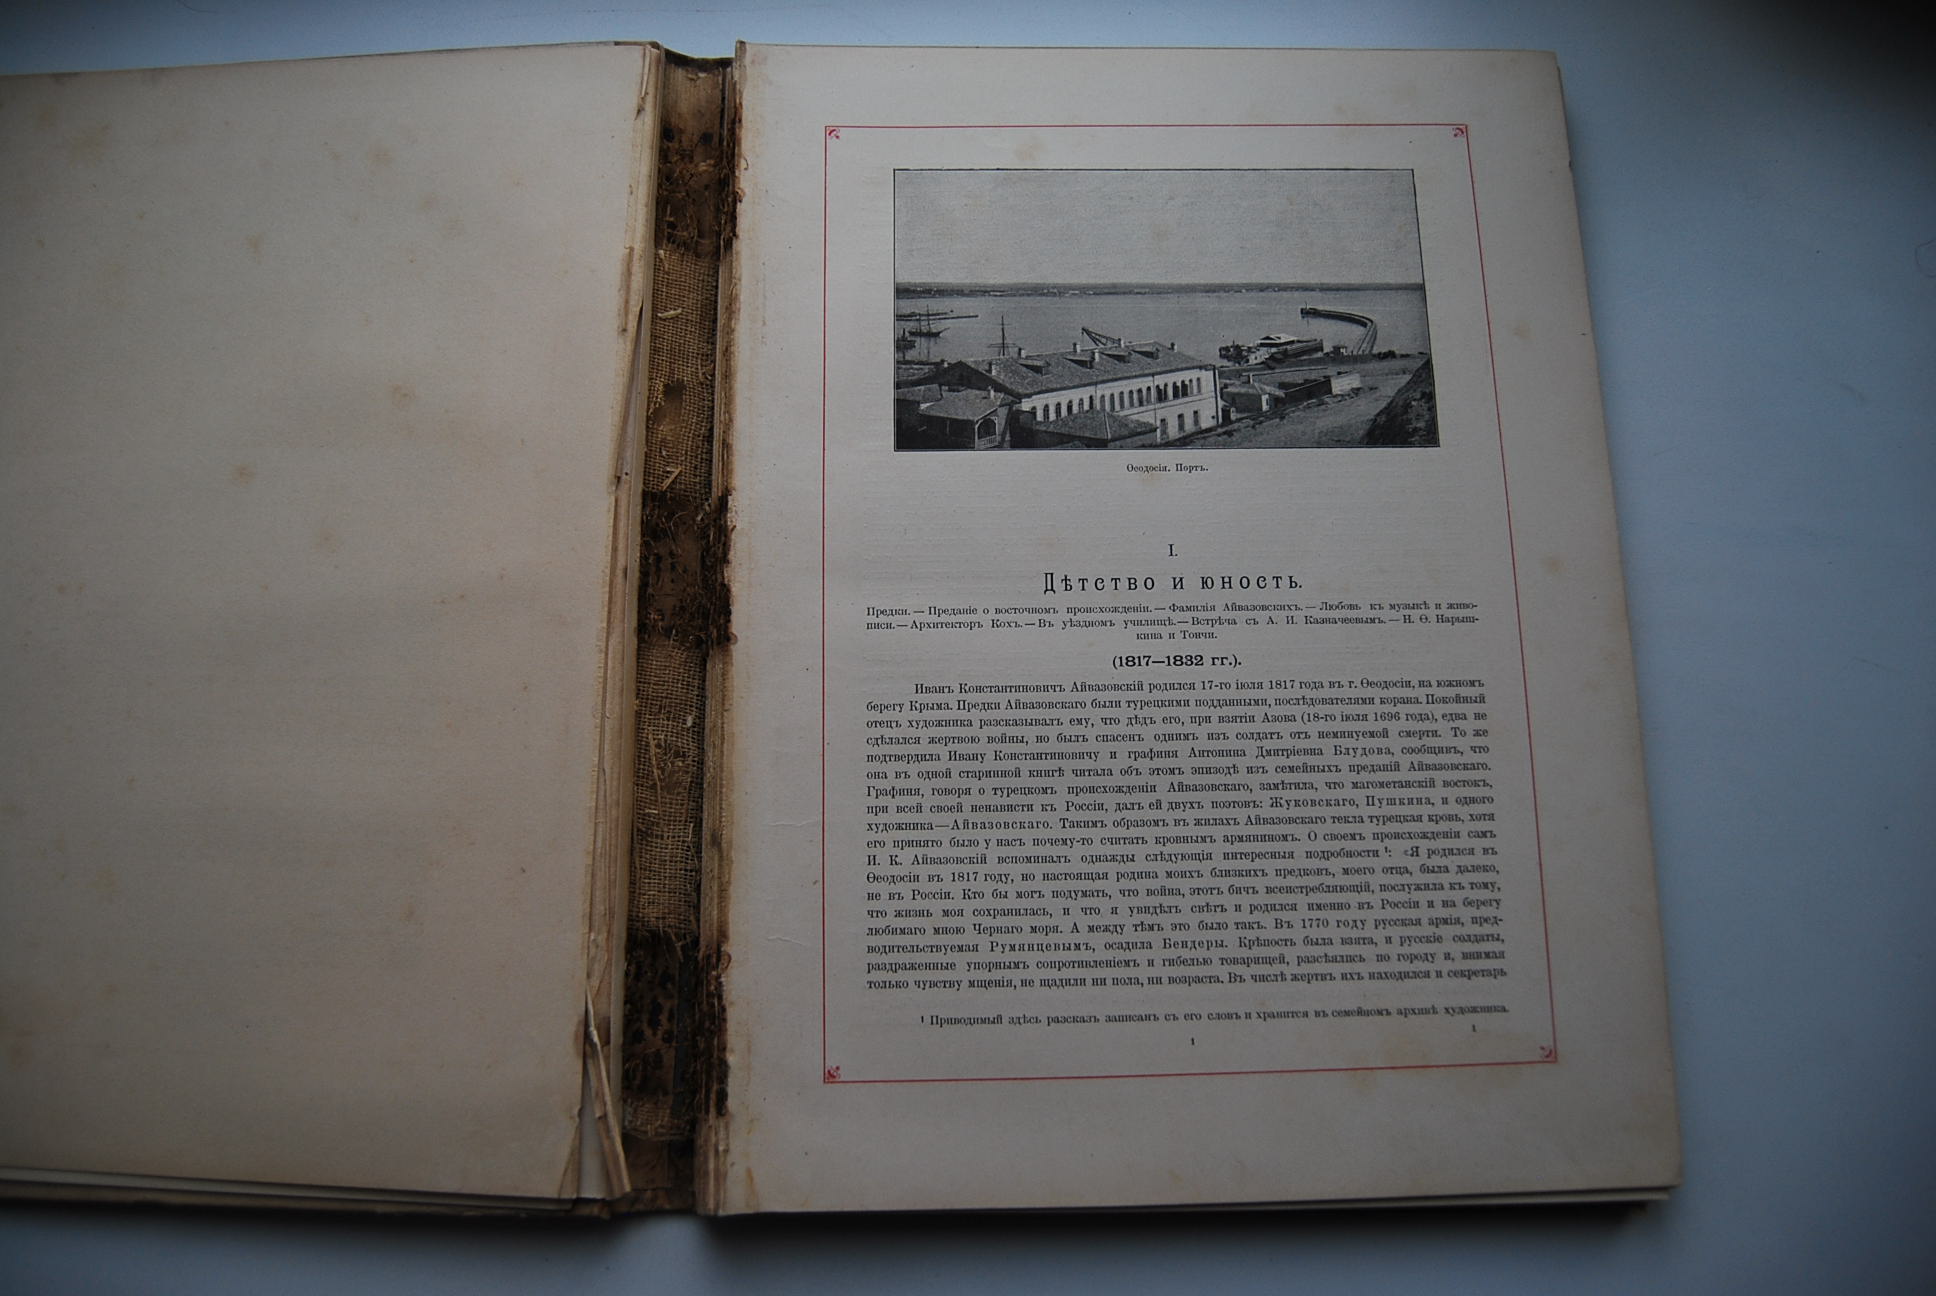 Ѳеодосія. Портъ.
I.
Дѣтство и юность.
Предки. — Преданіе о восточномъ происхожденіи. — Фамилія Айвазовскихъ. — Любовь къ музыкѣ и живо-
писи. — Архитекторъ Кохъ. — Въ уѣздномъ училищѣ. — Встрѣча съ А. И. Казначеевымъ. — Н. Ѳ. Нарыш-
кина и Тончи.
(1817—1832 гг.).
Иванъ Константиновичъ Айвазовскій родился 17-го іюля 1817 года въ г. Ѳеодосіи, на южномъ
берегу Крыма. Предки Айвазовскаго были турецкими подданными, послѣдователями корана. Покойный
отецъ художника разсказывалъ ему, что дѣдъ его, при взятіи Азова (18-го іюля 1696 года), едва не
сдѣлался жертвою войны, но былъ спасенъ однимъ изъ солдатъ отъ неминуемой смерти. То же
подтвердила Ивану Константиновичу и графиня Антонина Дмитріевна Блудова, сообщивъ, что
она въ одной старинной книгѣ читала объ этомъ эпизодѣ изъ семейныхъ преданій Айвазовскаго.
Графиня, говоря о турецкомъ происхожденіи Айвазовскаго, замѣтила, что магометанскій востокъ,
при всей своей ненависти къ Россіи, далъ ей двухъ поэтовъ: Жуковскаго, Пушкина, и одного
художника—Айвазовскаго. Такимъ образомъ въ жилахъ Айвазовскаго текла турецкая кровь, хотя
его принято было у насъ почему-то считать кровнымъ армяниномъ. О своемъ происхожденіи самъ
И. К. Айвазовскій вспоминалъ однажды слѣдующія интересныя подробности ¹: «Я родился въ
Ѳеодосіи въ 1817 году, но настоящая родина моихъ близкихъ предковъ, моего отца, была далеко,
не въ Россіи. Кто бы могъ подумать, что война, этотъ бичъ всеистребляющій, послужила къ тому,
что жизнь моя сохранилась, и что я увидѣлъ свѣтъ и родился именно въ Россіи и на берегу
любимаго мною Чернаго моря. А между тѣмъ это было такъ. Въ 1770 году русская армія, пред-
водительствуемая Румянцевымъ, осадила Бендеры. Крѣпость была взята, и русскіе солдаты,
раздраженные упорнымъ сопротивленіемъ и гибелью товарищей, разсѣялись по городу и, внимая
только чувству мщенія, не щадили ни пола, ни возраста. Въ числѣ жертвъ ихъ находился и секретарь
¹ Приводимый здѣсь разсказъ записанъ съ его словъ и хранится въ семейномъ архивѣ художника.
1
1